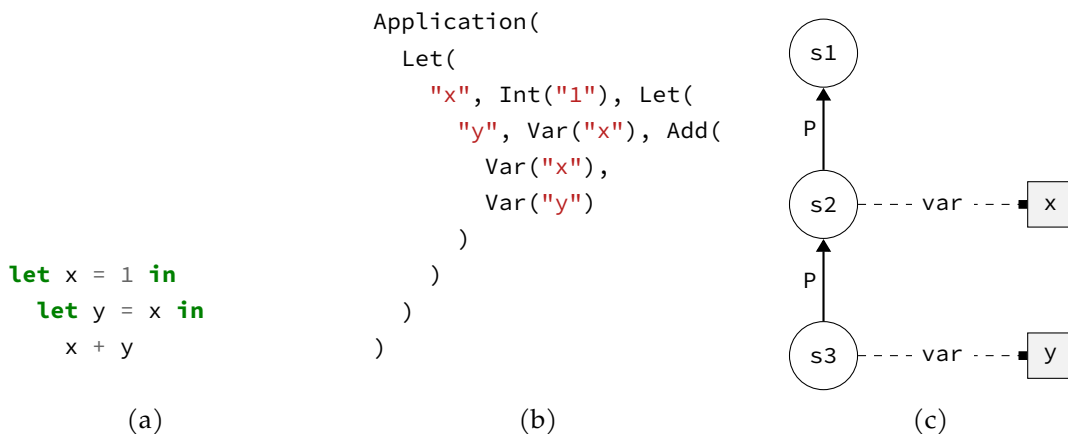 let x = 1 in
  let y = x in
    x + y
(a)
Application(
  Let(
    "x", Int("1"), Let(
      "y", Var("x"), Add(
        Var("x"),
        Var("y")
      )
    )
  )
)
(b)
s1
P
s2 var x
P
s3 var y
(c)